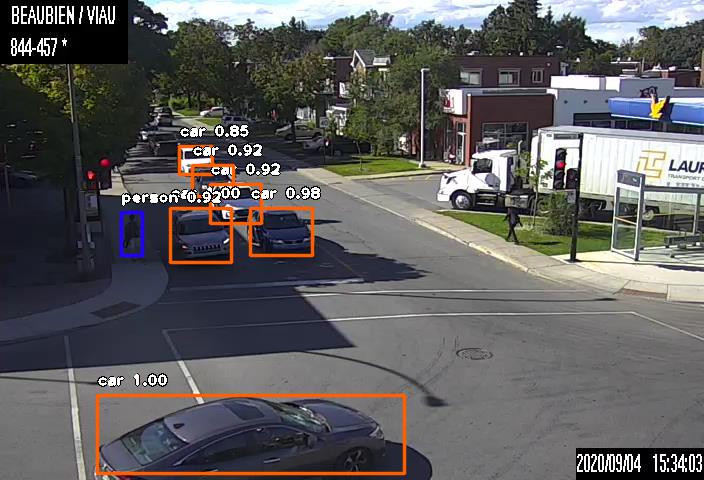 BEAUBIEN / VIAU
844-457 *
car 0.85
car 0.92
car 0.92
person 0.92
car 0.98
LAUR
TRANSPORT
car 1.00
2020/09/04 15:34:03